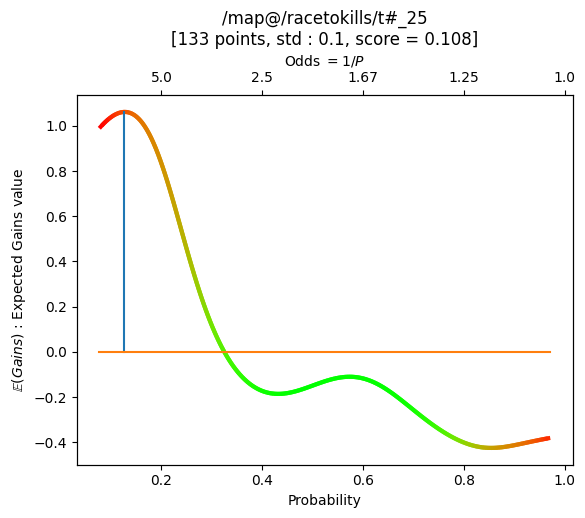 /map@/racetokills/t#_25
[133 points, std : 0.1, score = 0.108]
Odds = 1/P
5.0 2.5 1.67 1.25 1.0
𝔼(Gains) : Expected Gains value
1.0
0.8
0.6
0.4
0.2
0.0
−0.2
−0.4
0.2 0.4 0.6 0.8 1.0
Probability